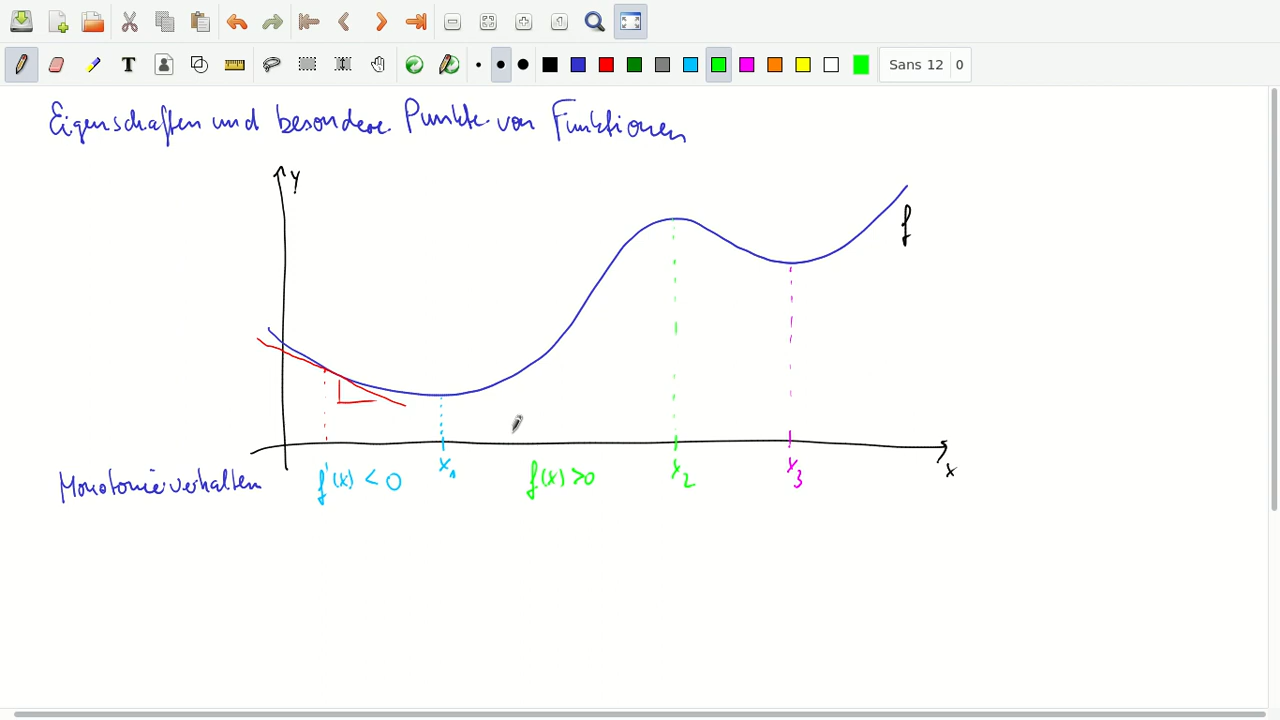 Sans 12 0
Eigenschaften und besondere Punkte von Funktionen
y
f
x
x₁ x₂ x₃
Monotonieverhalten f'(x) < 0 f(x) > 0